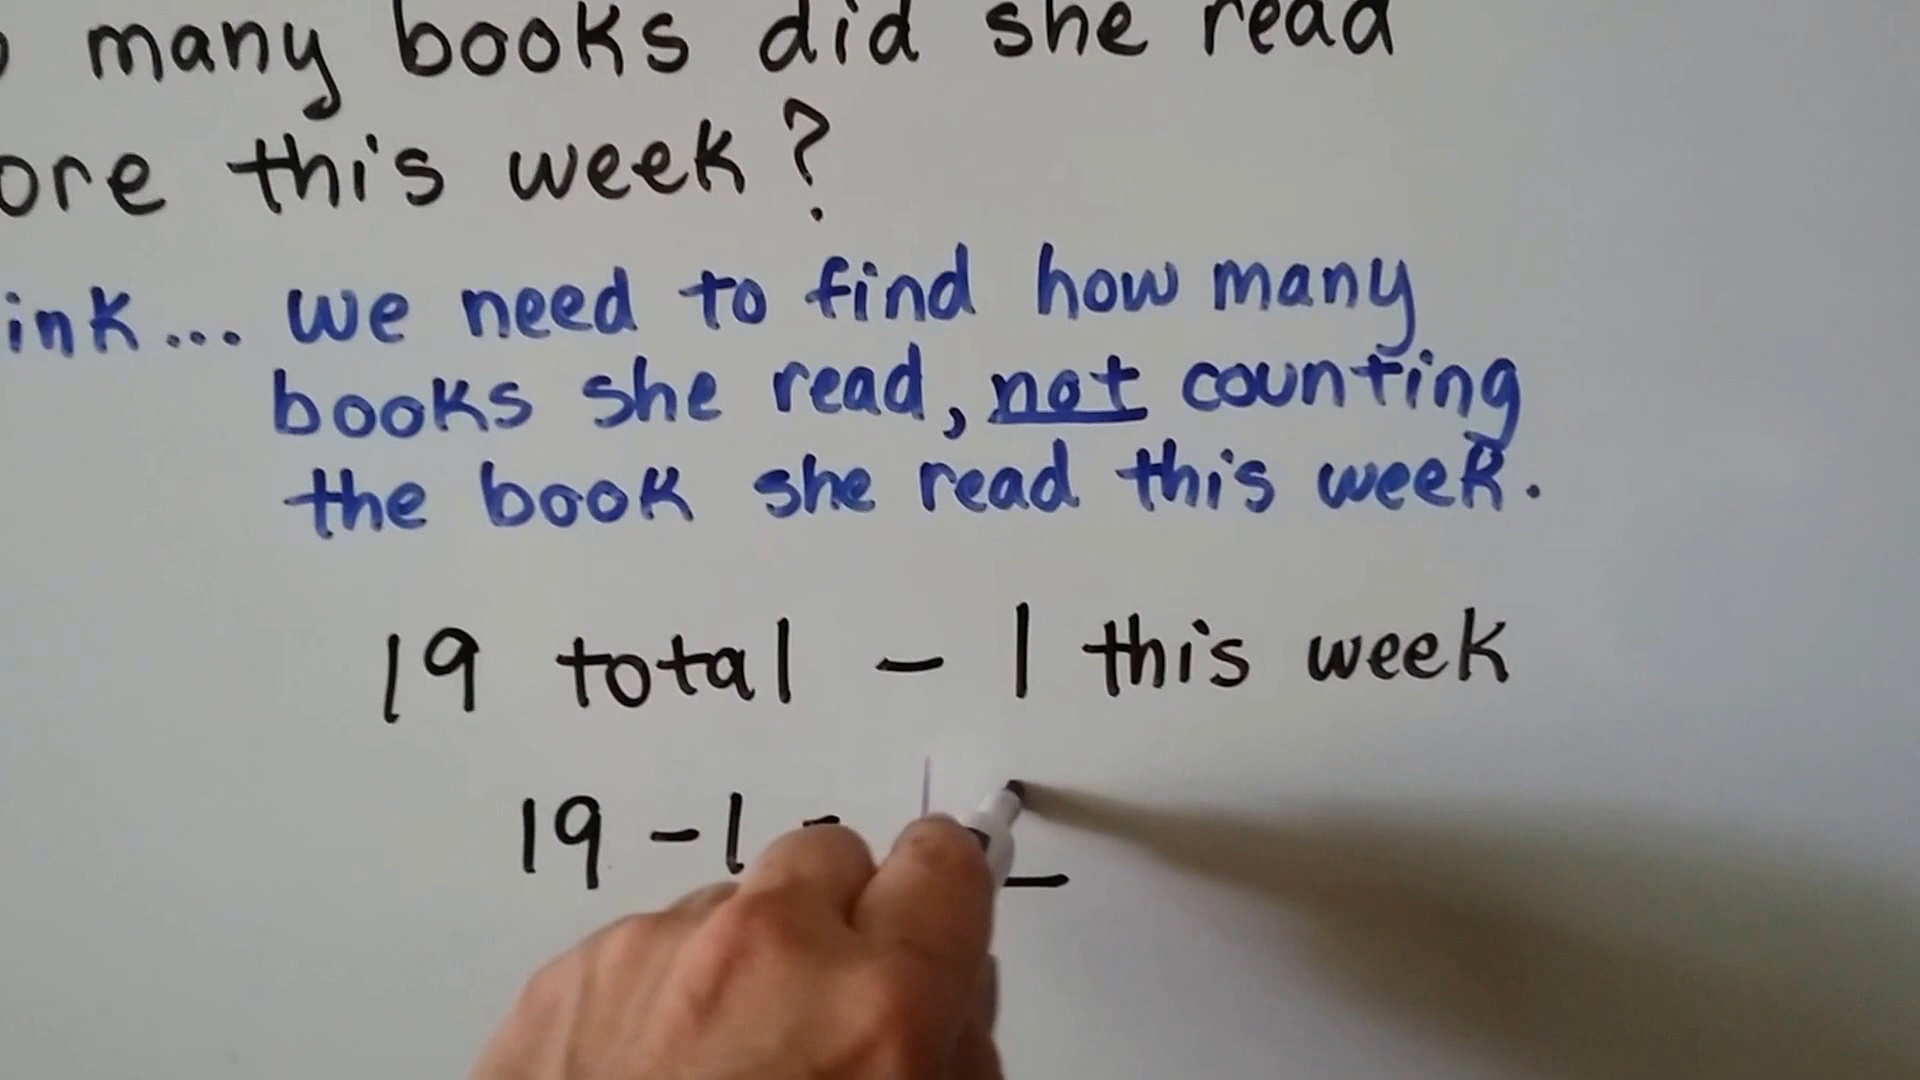 many books did she read
ore this week?
ink... we need to find how many
books she read, not counting
the book she read this week.
19 total - 1 this week
19 - 1 =